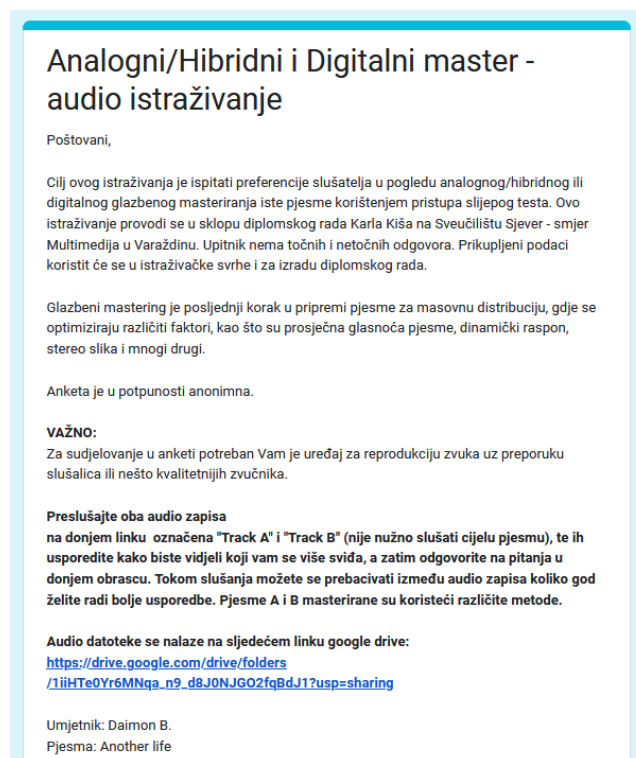 Analogni/Hibridni i Digitalni master -
audio istraživanje
Poštovani,
Cilj ovog istraživanja je ispitati preferencije slušatelja u pogledu analognog/hibridnog ili
digitalnog glazbenog masteriranja iste pjesme korištenjem pristupa slijepog testa. Ovo
istraživanje provodi se u sklopu diplomskog rada Karla Kiša na Sveučilištu Sjever - smjer
Multimedija u Varaždinu. Upitnik nema točnih i netočnih odgovora. Prikupljeni podaci
koristit će se u istraživačke svrhe i za izradu diplomskog rada.
Glazbeni mastering je posljednji korak u pripremi pjesme za masovnu distribuciju, gdje se
optimiziraju različiti faktori, kao što su prosječna glasnoća pjesme, dinamički raspon,
stereo slika i mnogi drugi.
Anketa je u potpunosti anonimna.
VAŽNO:
Za sudjelovanje u anketi potreban Vam je uređaj za reprodukciju zvuka uz preporuku
slušalica ili nešto kvalitetnijih zvučnika.
Preslušajte oba audio zapisa
na donjem linku  označena "Track A" i "Track B" (nije nužno slušati cijelu pjesmu), te ih
usporedite kako biste vidjeli koji vam se više sviđa, a zatim odgovorite na pitanja u
donjem obrascu. Tokom slušanja možete se prebacivati između audio zapisa koliko god
želite radi bolje usporedbe. Pjesme A i B masterirane su koristeći različite metode.
Audio datoteke se nalaze na sljedećem linku google drive:
https://drive.google.com/drive/folders
/1iiHTe0Yr6MNqa_n9_d8J0NJGO2fqBdJ1?usp=sharing
Umjetnik: Daimon B.
Pjesma: Another life